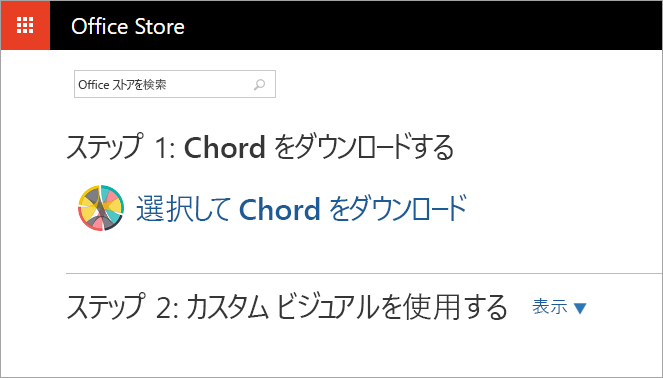 Office Store
Office ストアを検索
ステップ 1: Chord をダウンロードする
選択して Chord をダウンロード
ステップ 2: カスタム ビジュアルを使用する 表示 ▼